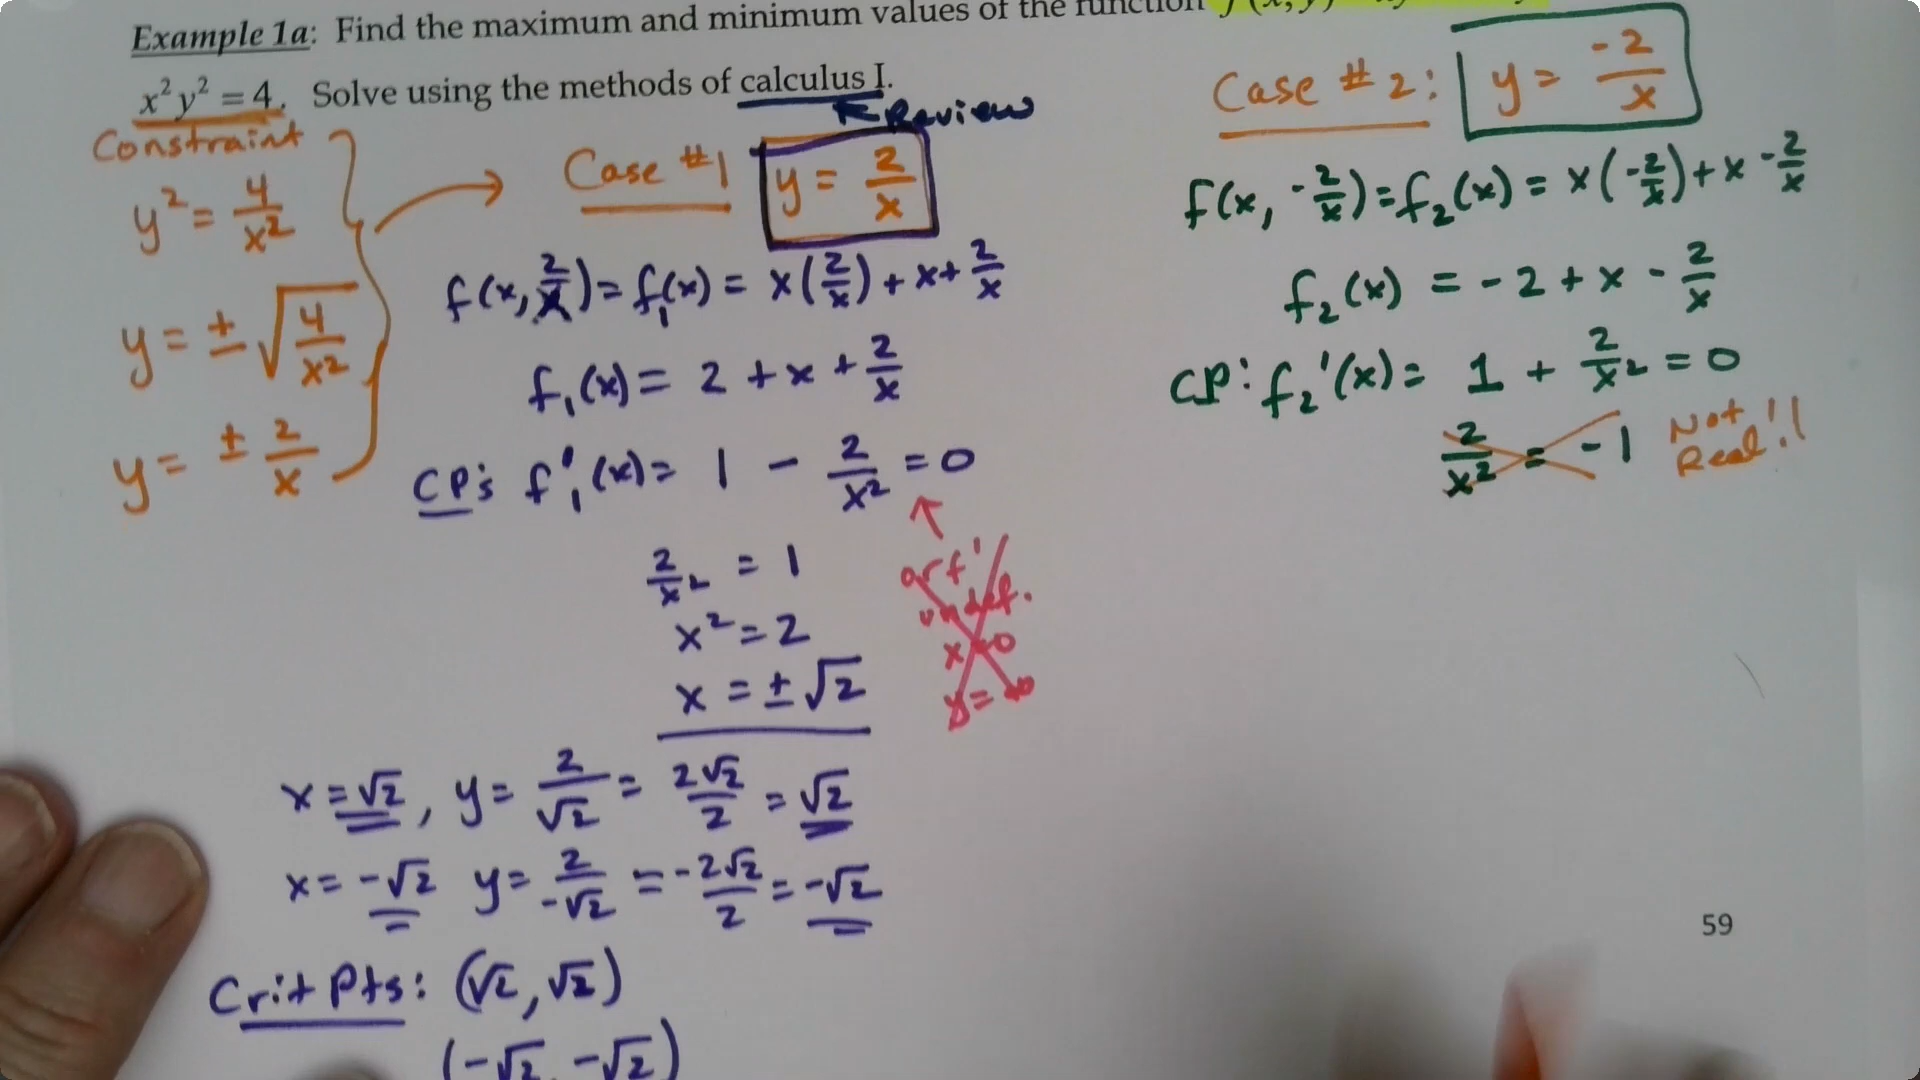 Example 1a: Find the maximum and minimum values of the function
x²y² = 4. Solve using the methods of calculus I.
Review
Constraint
y² = 4/x²
y = ± √(4/x²)
y = ± 2/x
Case #1 y = 2/x
f(x, 2/x) = f₁(x) = x(2/x) + x + 2/x
f₁(x) = 2 + x + 2/x
CP's f₁'(x) = 1 - 2/x² = 0
2/x² = 1
x² = 2
x = ± √2
or f'
undef.
x = 0
x = √2, y = 2/√2 = 2√2/2 = √2
x = -√2 y = 2/-√2 = -2√2/2 = -√2
Crit Pts: (√2, √2)
(-√2, -√2)
Case #2: y = -2/x
f(x, -2/x) = f₂(x) = x(-2/x) + x - 2/x
f₂(x) = -2 + x - 2/x
CP: f₂'(x) = 1 + 2/x² = 0
2/x² = -1 Not
Real!!
59